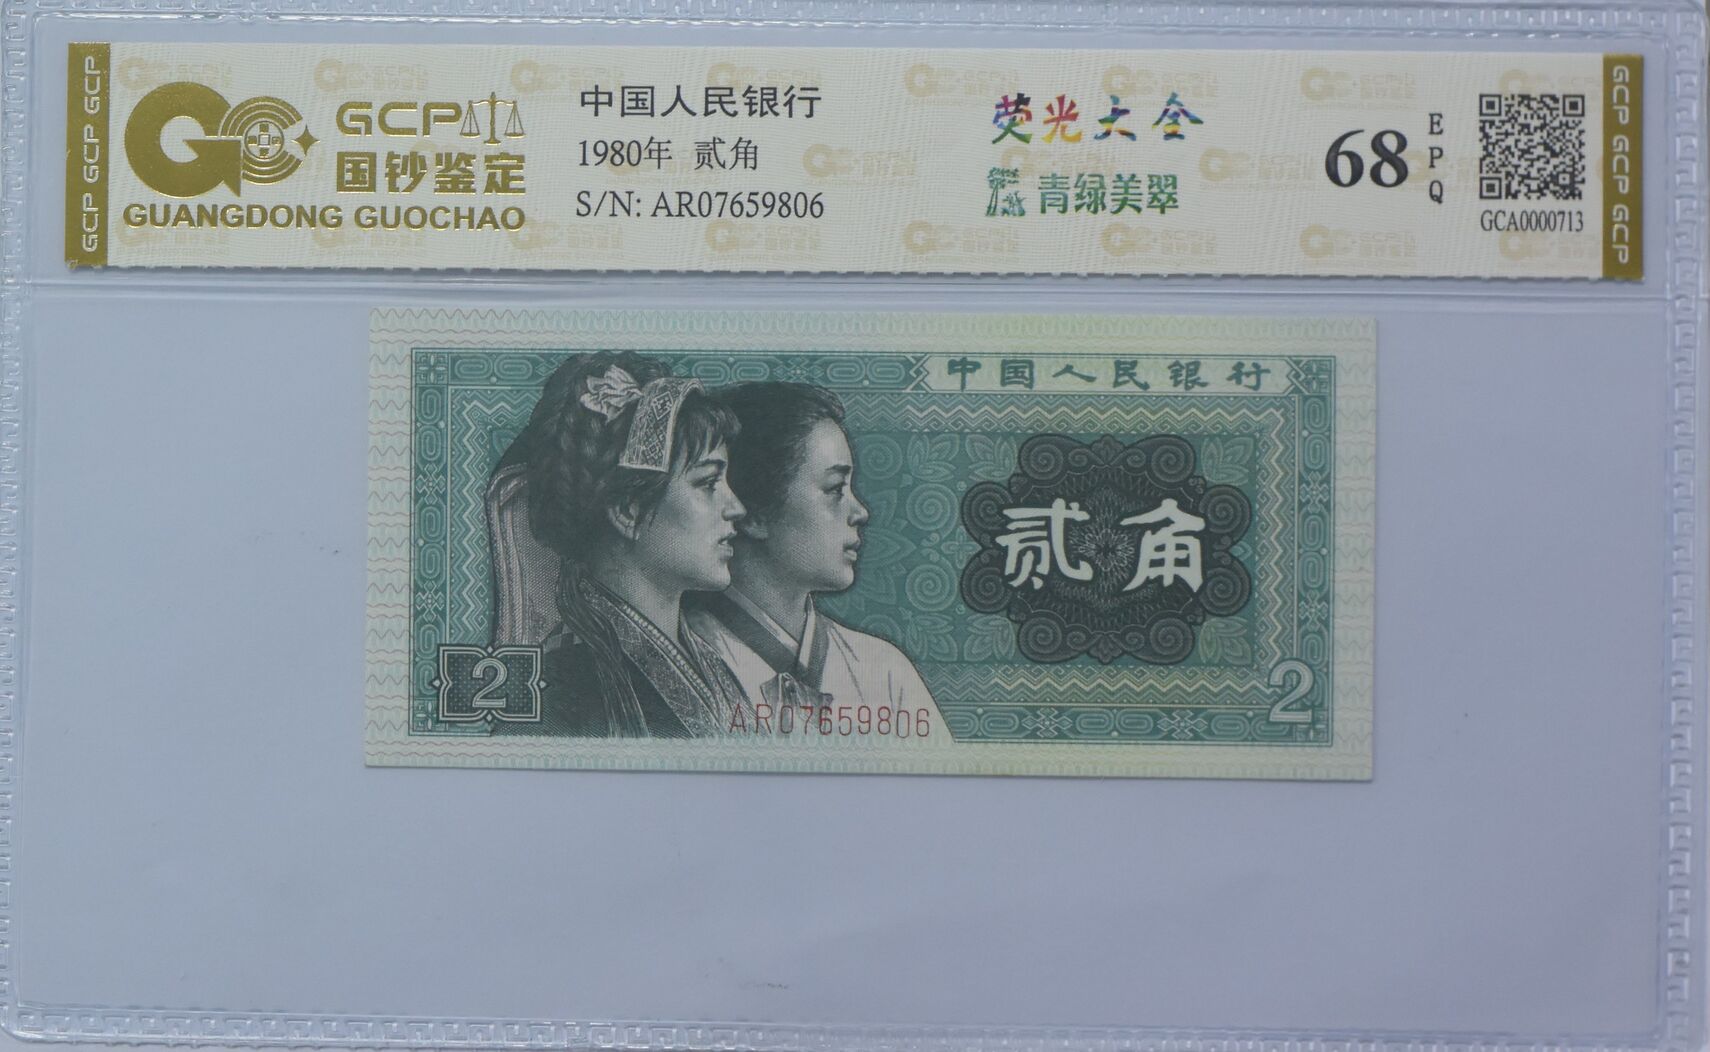 GCP GCP GCP
GCP
国钞鉴定
GUANGDONG GUOCHAO
中国人民银行
1980年 贰角
S/N: AR07659806
荧光大全
青绿美翠
68
EPQ
GCA0000713
GCP GCP GCP
中国人民银行
贰角
2
2
AR07659806